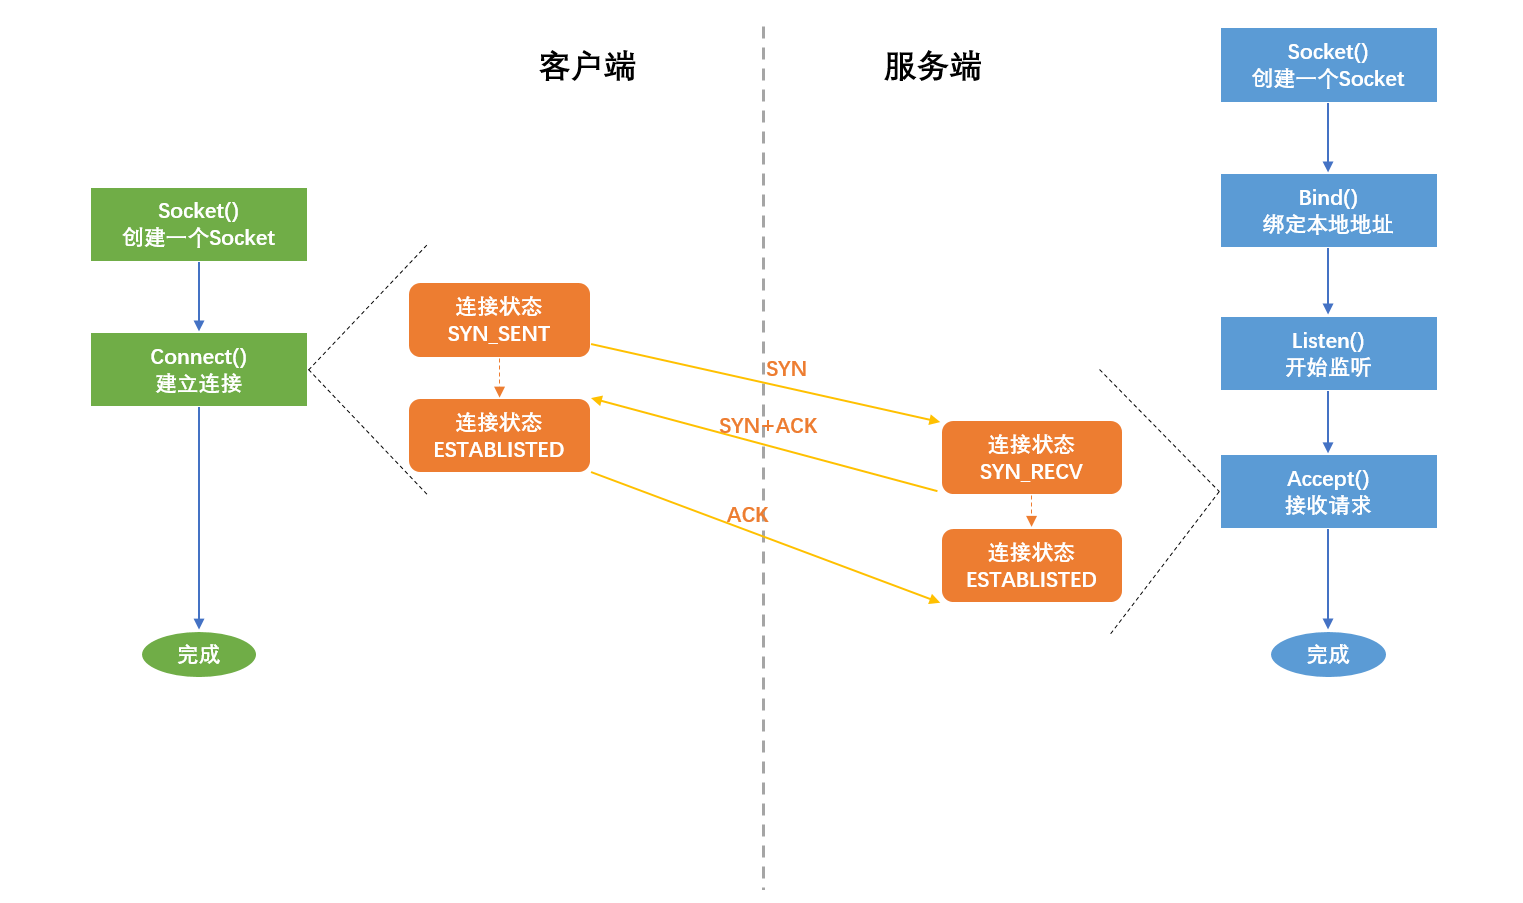 客户端
服务端
Socket()
创建一个Socket
Connect()
建立连接
完成
连接状态
SYN_SENT
连接状态
ESTABLISTED
SYN
SYN+ACK
ACK
连接状态
SYN_RECV
连接状态
ESTABLISTED
Socket()
创建一个Socket
Bind()
绑定本地地址
Listen()
开始监听
Accept()
接收请求
完成